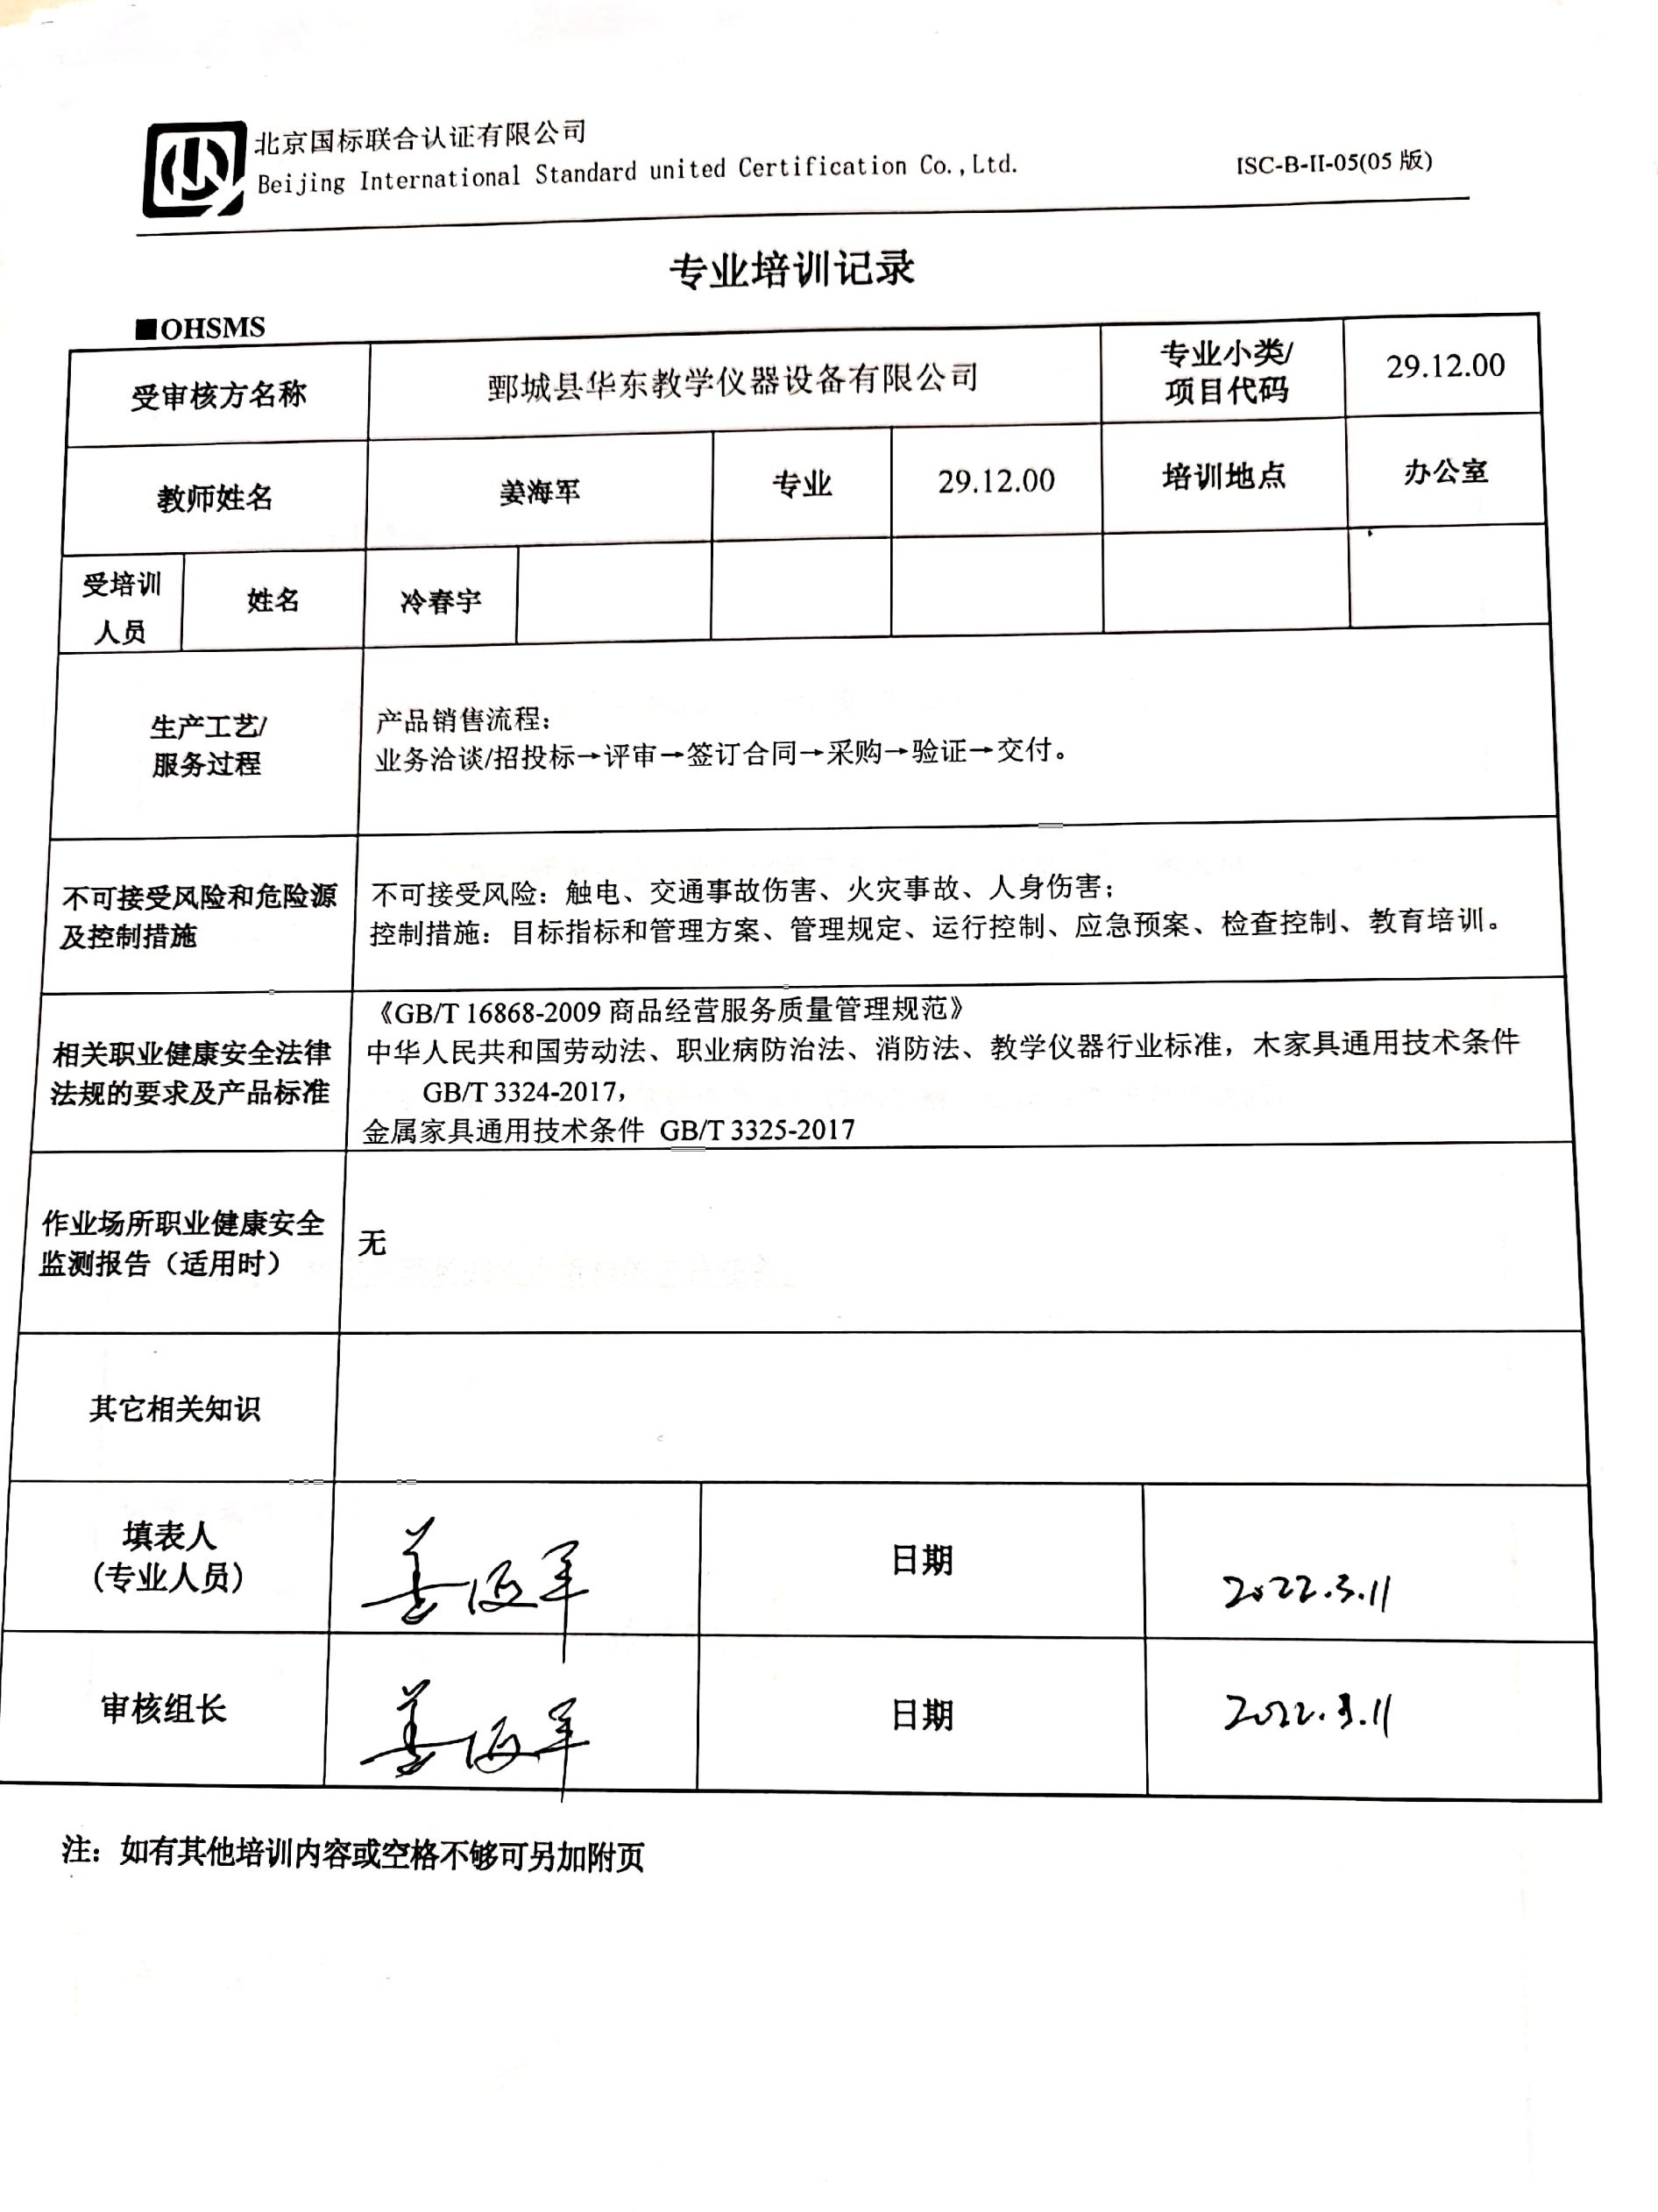 北京国标联合认证有限公司
Beijing International Standard united Certification Co.,Ltd.
ISC-B-II-05(05 版)
专业培训记录
■OHSMS
受审核方名称
鄄城县华东教学仪器设备有限公司
专业小类/
项目代码
29.12.00
教师姓名
姜海军
专业
29.12.00
培训地点
办公室
受培训
人员
姓名
冷春宇
生产工艺/
服务过程
产品销售流程：
业务洽谈/招投标→评审→签订合同→采购→验证→交付。
不可接受风险和危险源
及控制措施
不可接受风险：触电、交通事故伤害、火灾事故、人身伤害；
控制措施：目标指标和管理方案、管理规定、运行控制、应急预案、检查控制、教育培训。
相关职业健康安全法律
法规的要求及产品标准
《GB/T 16868-2009 商品经营服务质量管理规范》
中华人民共和国劳动法、职业病防治法、消防法、教学仪器行业标准，木家具通用技术条件
GB/T 3324-2017，
金属家具通用技术条件 GB/T 3325-2017
作业场所职业健康安全
监测报告（适用时）
无
其它相关知识
填表人
(专业人员)
姜海军
日期
2022.3.11
审核组长
姜海军
日期
2022.3.11
注：如有其他培训内容或空格不够可另加附页